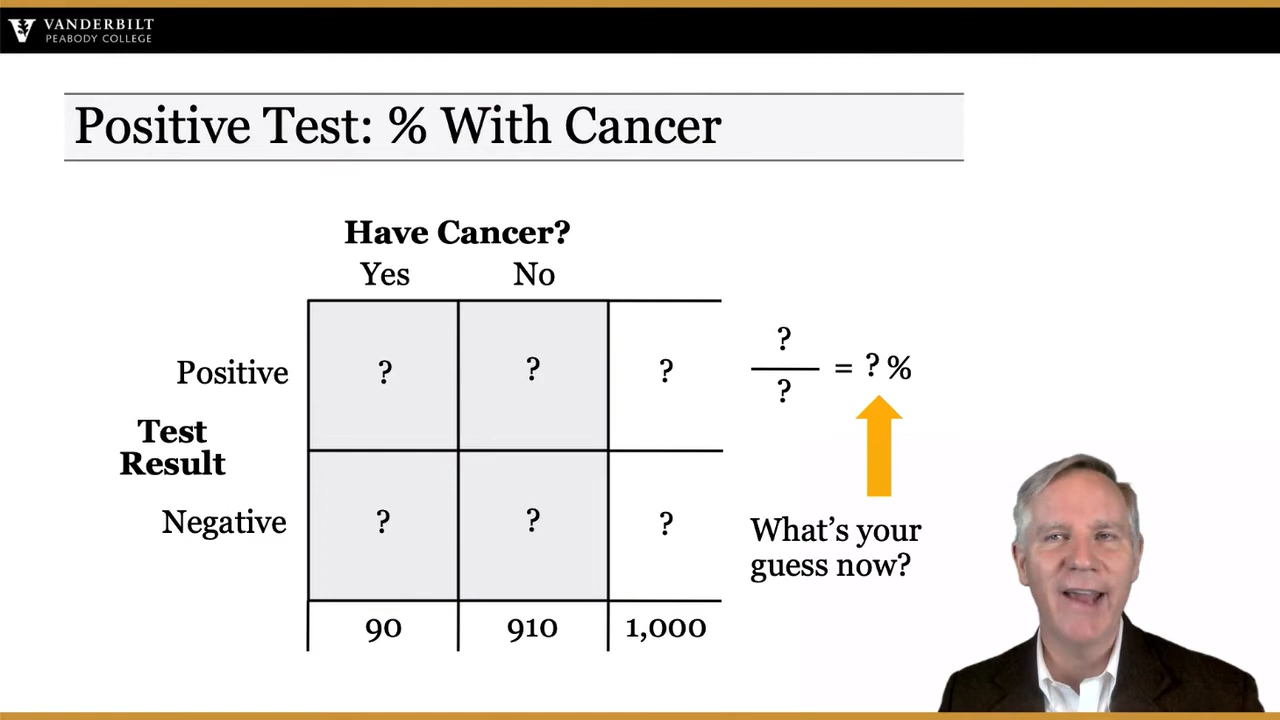 VANDERBILT
PEABODY COLLEGE
Positive Test: % With Cancer
Have Cancer?
Yes No
Positive ? ? ? ? = ? %
?
Test
Result
Negative ? ? ?
What's your
guess now?
90 910 1,000